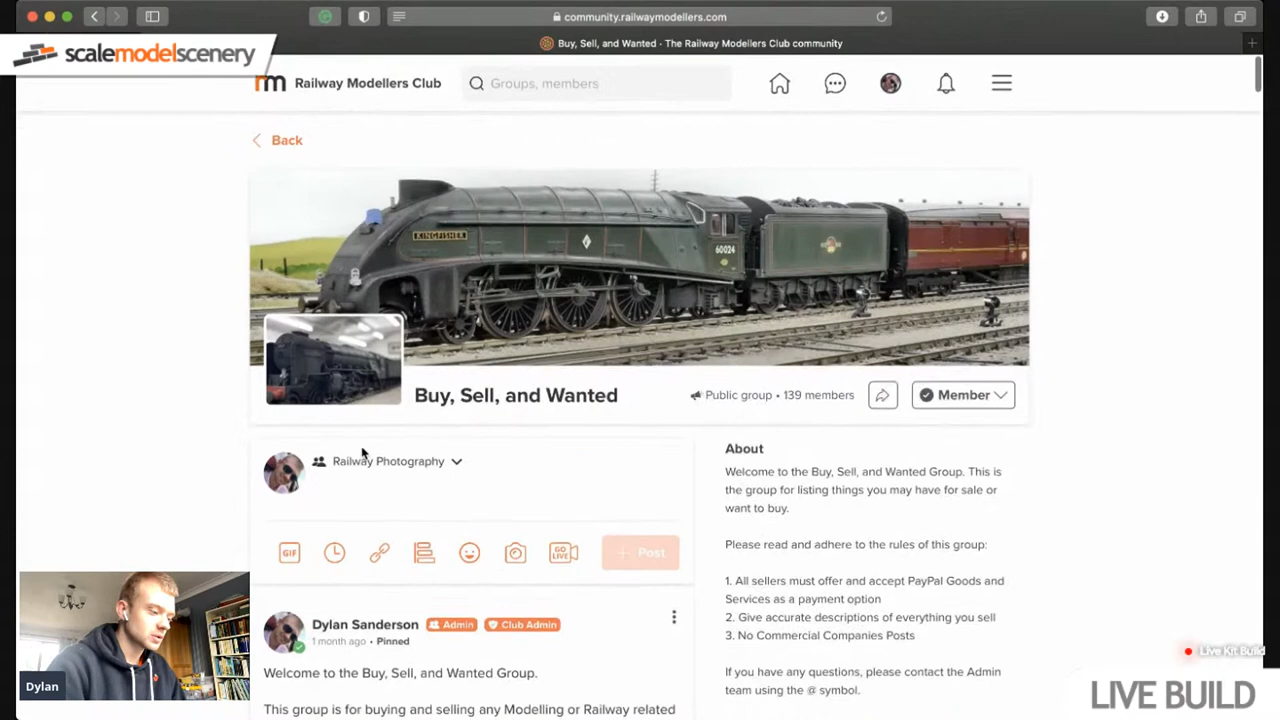 community.railwaymodellers.com
Buy, Sell, and Wanted - The Railway Modellers Club community
scalemodelscenery
rm Railway Modellers Club
Groups, members
Back
KINGFISHER
60024
Buy, Sell, and Wanted
Public group • 139 members
Member
Railway Photography
GIF
GO LIVE
+ Post
Dylan Sanderson Admin Club Admin
1 month ago • Pinned
Welcome to the Buy, Sell, and Wanted Group.
This group is for buying and selling any Modelling or Railway related
About
Welcome to the Buy, Sell, and Wanted Group. This is
the group for listing things you may have for sale or
want to buy.
Please read and adhere to the rules of this group:
1. All sellers must offer and accept PayPal Goods and
Services as a payment option
2. Give accurate descriptions of everything you sell
3. No Commercial Companies Posts
If you have any questions, please contact the Admin
team using the @ symbol.
Dylan
Live Kit Build
LIVE BUILD